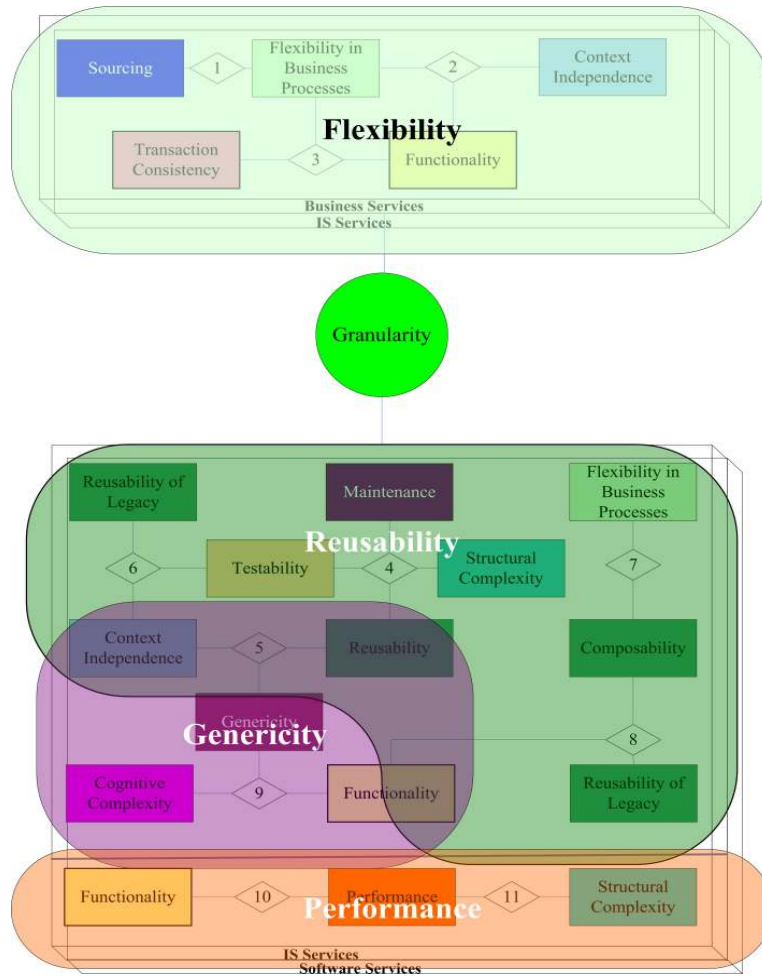 Sourcing
1
Flexibility in
Business
Processes
2
Context
Independence
Flexibility
Transaction
Consistency
3
Functionality
Business Services
IS Services
Granularity
Reusability of
Legacy
Maintenance
Flexibility in
Business
Processes
Reusability
6
Testability
4
Structural
Complexity
7
Context
Independence
5
Reusability
Composability
Genericity
Genericity
8
Cognitive
Complexity
9
Functionality
Reusability of
Legacy
Functionality
10
Performance
11
Structural
Complexity
Performance
IS Services
Software Services